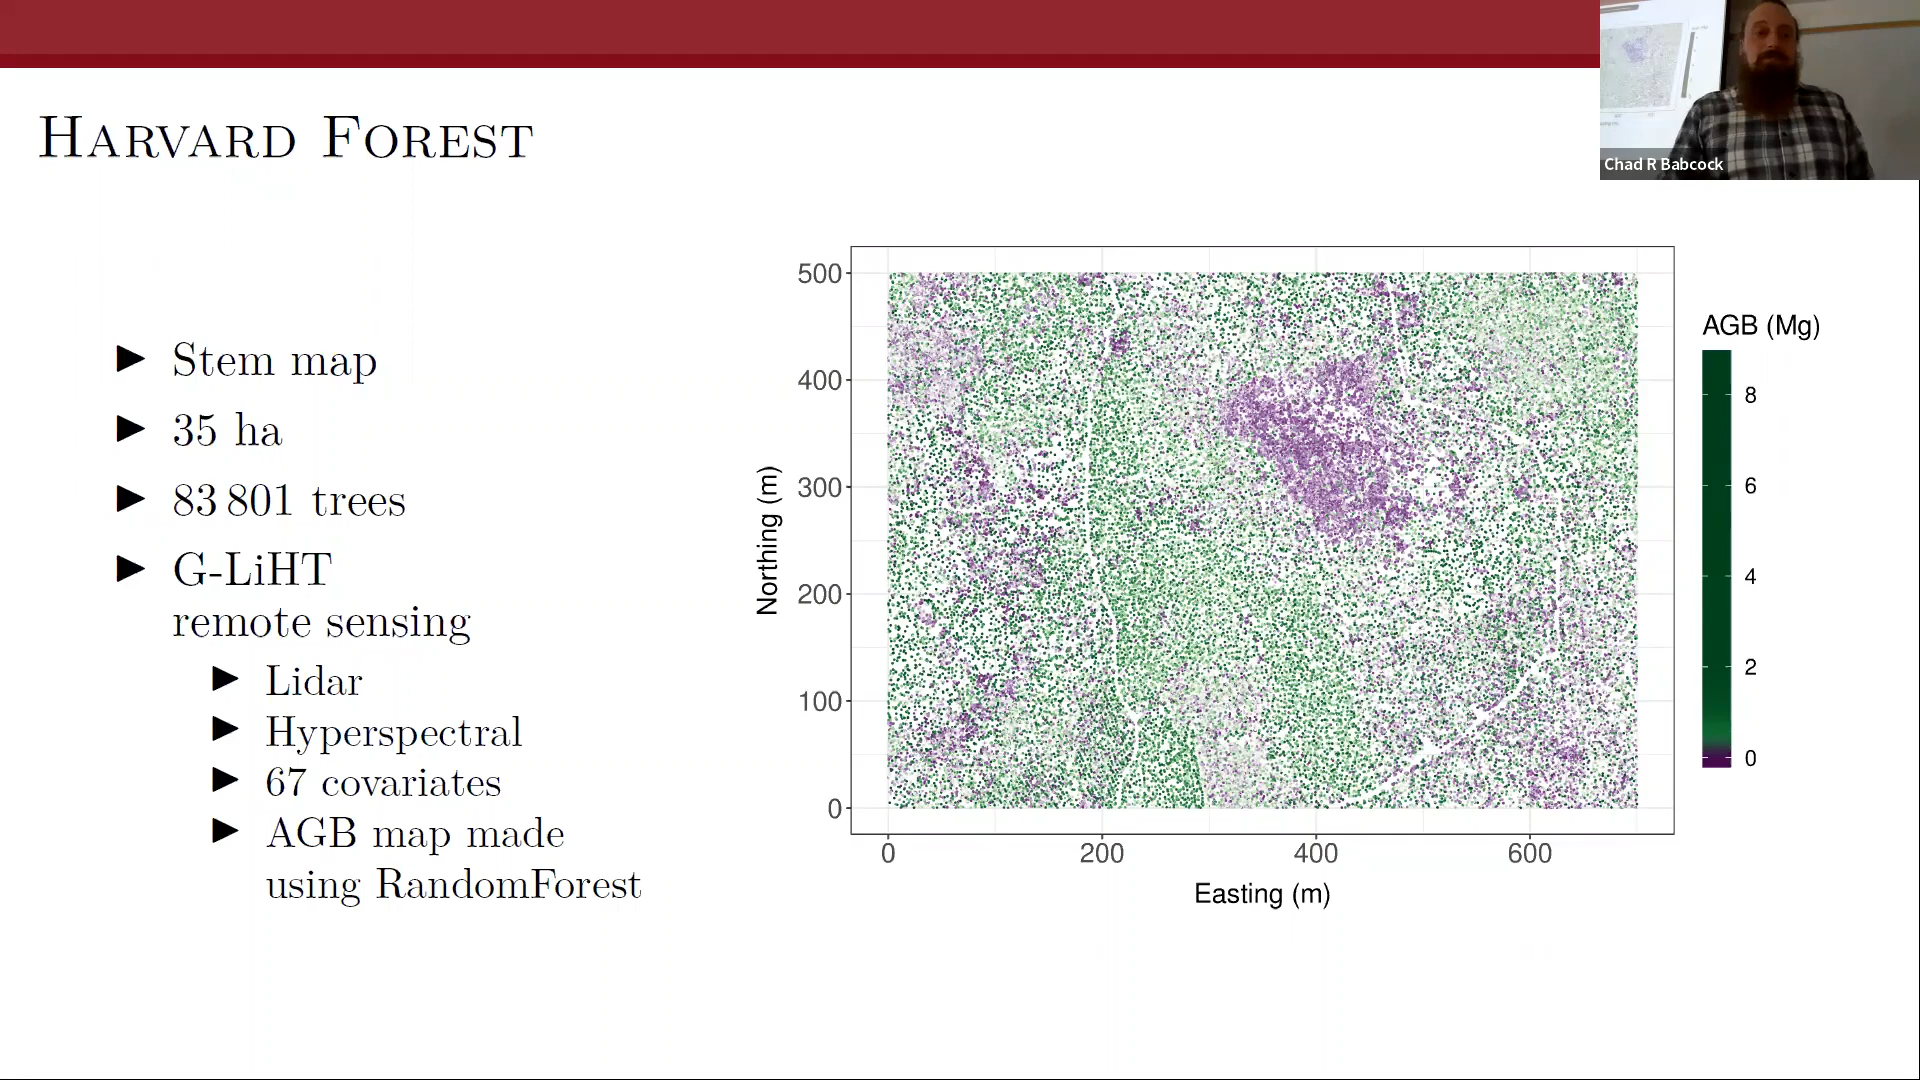 HARVARD FOREST
Chad R Babcock
▶ Stem map
▶ 35 ha
▶ 83 801 trees
▶ G-LiHT
remote sensing
▶ Lidar
▶ Hyperspectral
▶ 67 covariates
▶ AGB map made
using RandomForest
500
400
300
200
100
0
Northing (m)
0 200 400 600
Easting (m)
AGB (Mg)
8
6
4
2
0